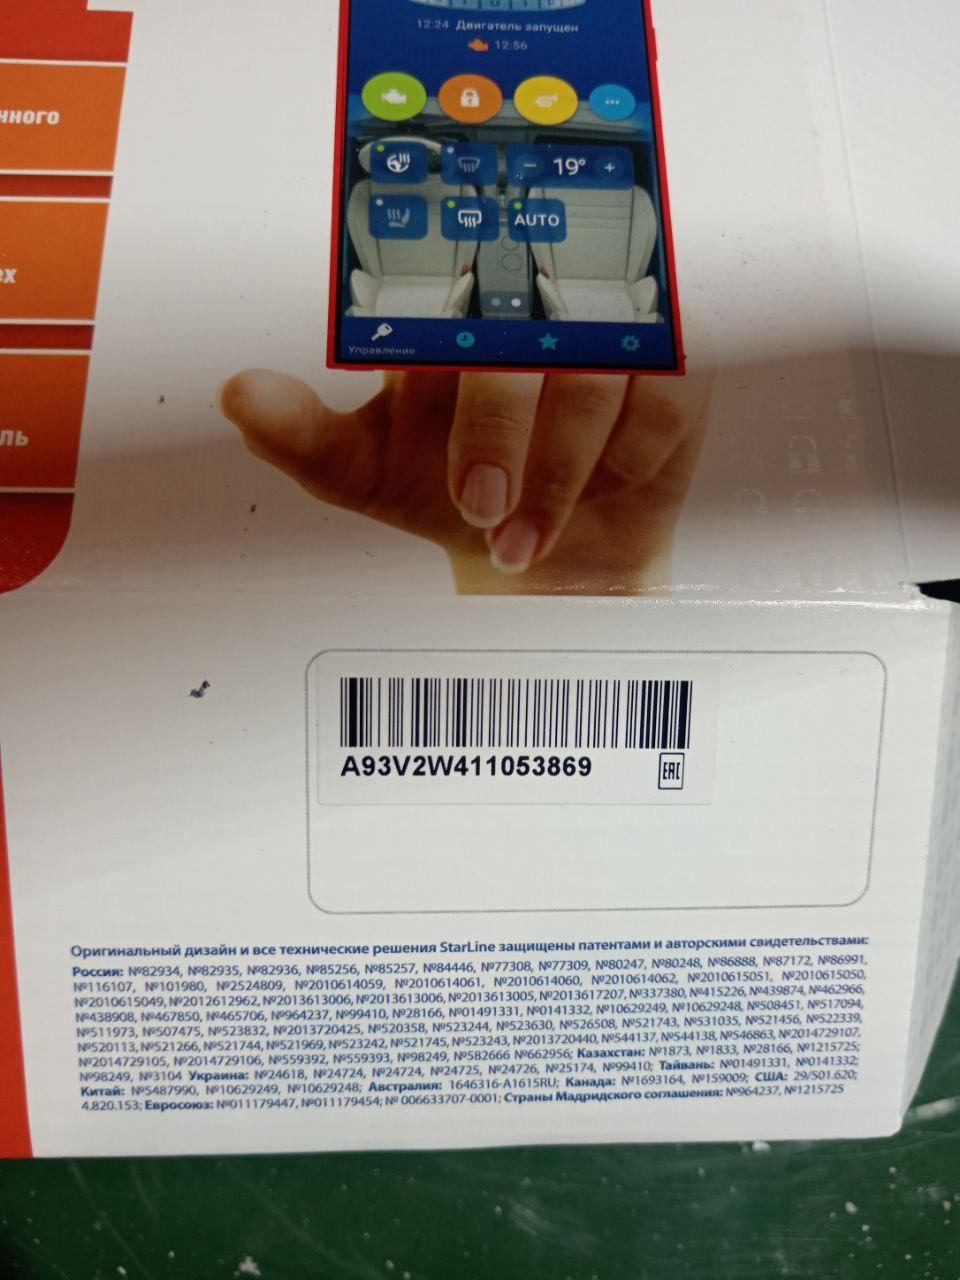 12:24 Двигатель запущен
12:56
нного
19°
ех
AUTO
Управление
ль
A93V2W411053869
EAC
Оригинальный дизайн и все технические решения StarLine защищены патентами и авторскими свидетельствами:
Россия: №82934, №82935, №82936, №85256, №85257, №84446, №77308, №77309, №80247, №80248, №86888, №87172, №86991,
№116107, №101980, №2524809, №2010614059, №2010614061, №2010614060, №2010614062, №2010615051, №2010615050,
№2010615049, №2012612962, №2013613006, №2013613006, №2013613005, №2013617207, №337380, №415226, №439874, №462966,
№438908, №467850, №465706, №964237, №99410, №28166, №01491331, №0141332, №10629249, №10629248, №508451, №517094,
№511973, №507475, №523832, №2013720425, №520358, №523244, №523630, №526508, №521743, №531035, №521456, №522339,
№520113, №521266, №521744, №521969, №523242, №521745, №523243, №2013720440, №544137, №544138, №546863, №2014729107,
№2014729105, №2014729106, №559392, №559393, №98249, №582666 №662956; Казахстан: №1873, №1833, №28166, №1215725;
№98249, №3104 Украина: №24618, №24724, №24724, №24725, №24726, №25174, №99410; Тайвань: №01491331, №0141332;
Китай: №5487990, №10629249, №10629248; Австралия: 1646316-A1615RU; Канада: №1693164, №159009; США: 29/501.620;
4.820.153; Евросоюз: №011179447, №011179454; № 006633707-0001; Страны Мадридского соглашения: №964237, №1215725